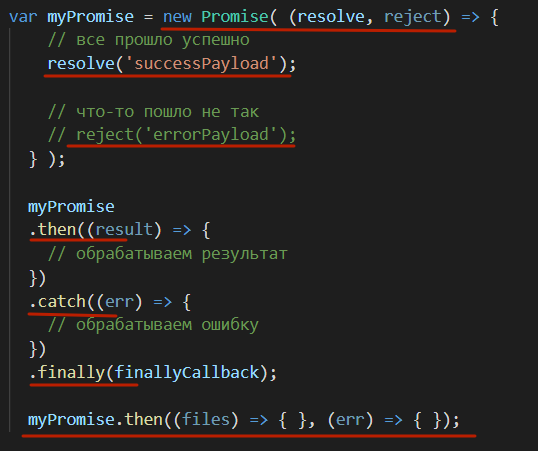 var myPromise = new Promise( (resolve, reject) => {
// все прошло успешно
resolve('successPayload');
// что-то пошло не так
// reject('errorPayload');
} );
myPromise
.then((result) => {
// обрабатываем результат
})
.catch((err) => {
// обрабатываем ошибку
})
.finally(finallyCallback);
myPromise.then((files) => { }, (err) => { });